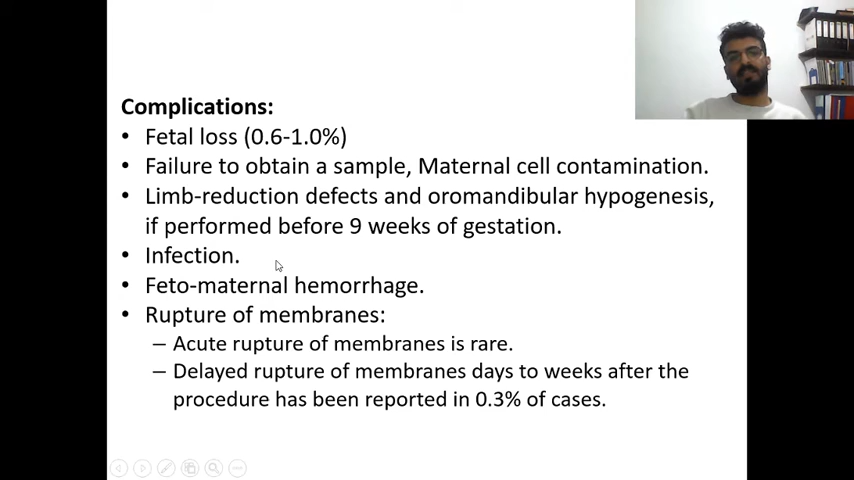 Complications:
• Fetal loss (0.6-1.0%)
• Failure to obtain a sample, Maternal cell contamination.
• Limb-reduction defects and oromandibular hypogenesis,
if performed before 9 weeks of gestation.
• Infection.
• Feto-maternal hemorrhage.
• Rupture of membranes:
– Acute rupture of membranes is rare.
– Delayed rupture of membranes days to weeks after the
procedure has been reported in 0.3% of cases.